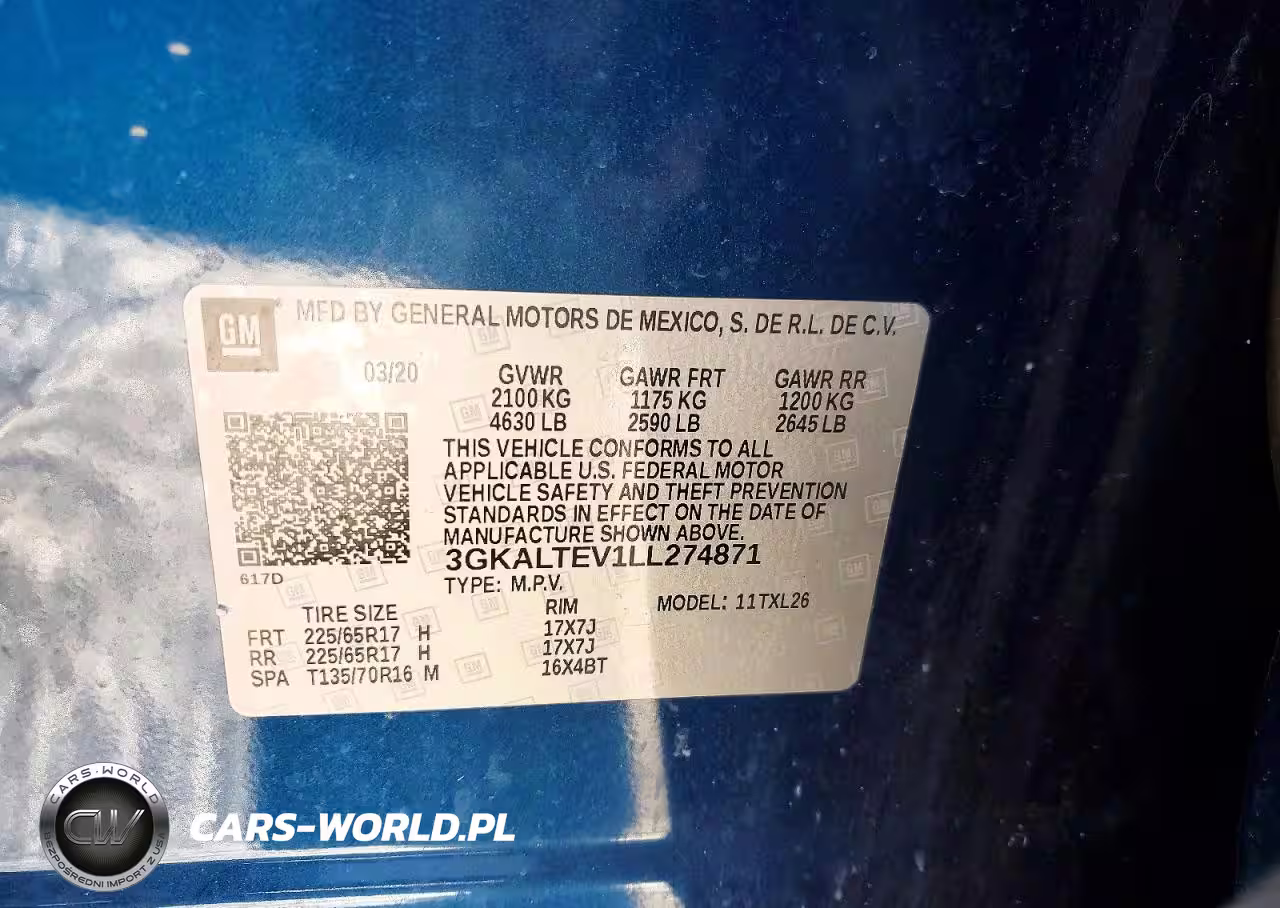 GM
MFD BY GENERAL MOTORS DE MEXICO, S. DE R.L. DE C.V.
03/20
GVWR GAWR FRT GAWR RR
2100 KG 1175 KG 1200 KG
4630 LB 2590 LB 2645 LB
THIS VEHICLE CONFORMS TO ALL
APPLICABLE U.S. FEDERAL MOTOR
VEHICLE SAFETY AND THEFT PREVENTION
STANDARDS IN EFFECT ON THE DATE OF
MANUFACTURE SHOWN ABOVE.
3GKALTEV1LL274871
617D
TYPE: M.P.V.
TIRE SIZE RIM MODEL: 11TXL26
FRT 225/65R17 H 17X7J
RR 225/65R17 H 17X7J
SPA T135/70R16 M 16X4BT
CARS-WORLD
CW
BEZPOŚREDNI IMPORT Z USA
CARS-WORLD.PL